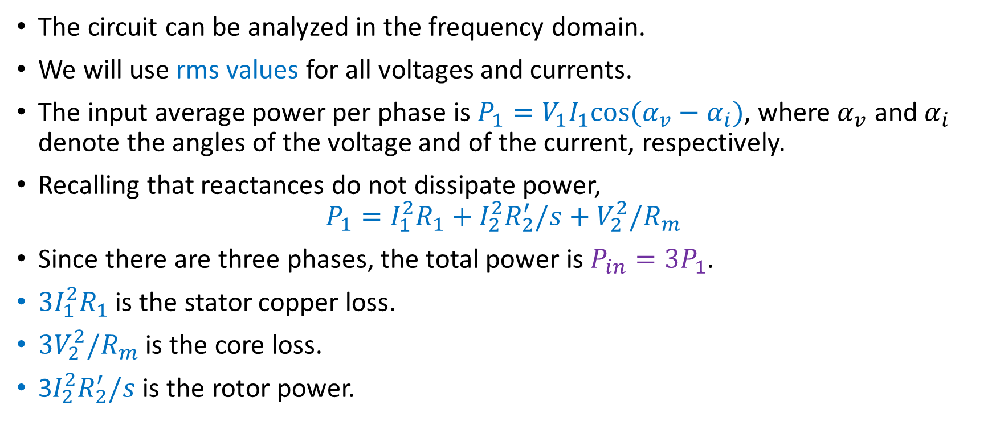 • The circuit can be analyzed in the frequency domain.
• We will use rms values for all voltages and currents.
• The input average power per phase is $P_1 = V_1 I_1 \cos(\alpha_v - \alpha_i)$, where $\alpha_v$ and $\alpha_i$
denote the angles of the voltage and of the current, respectively.
• Recalling that reactances do not dissipate power,
$P_1 = I_1^2 R_1 + I_2^2 R_2'/s + V_2^2/R_m$
• Since there are three phases, the total power is $P_{in} = 3P_1$.
• $3I_1^2 R_1$ is the stator copper loss.
• $3V_2^2/R_m$ is the core loss.
• $3I_2^2 R_2'/s$ is the rotor power.